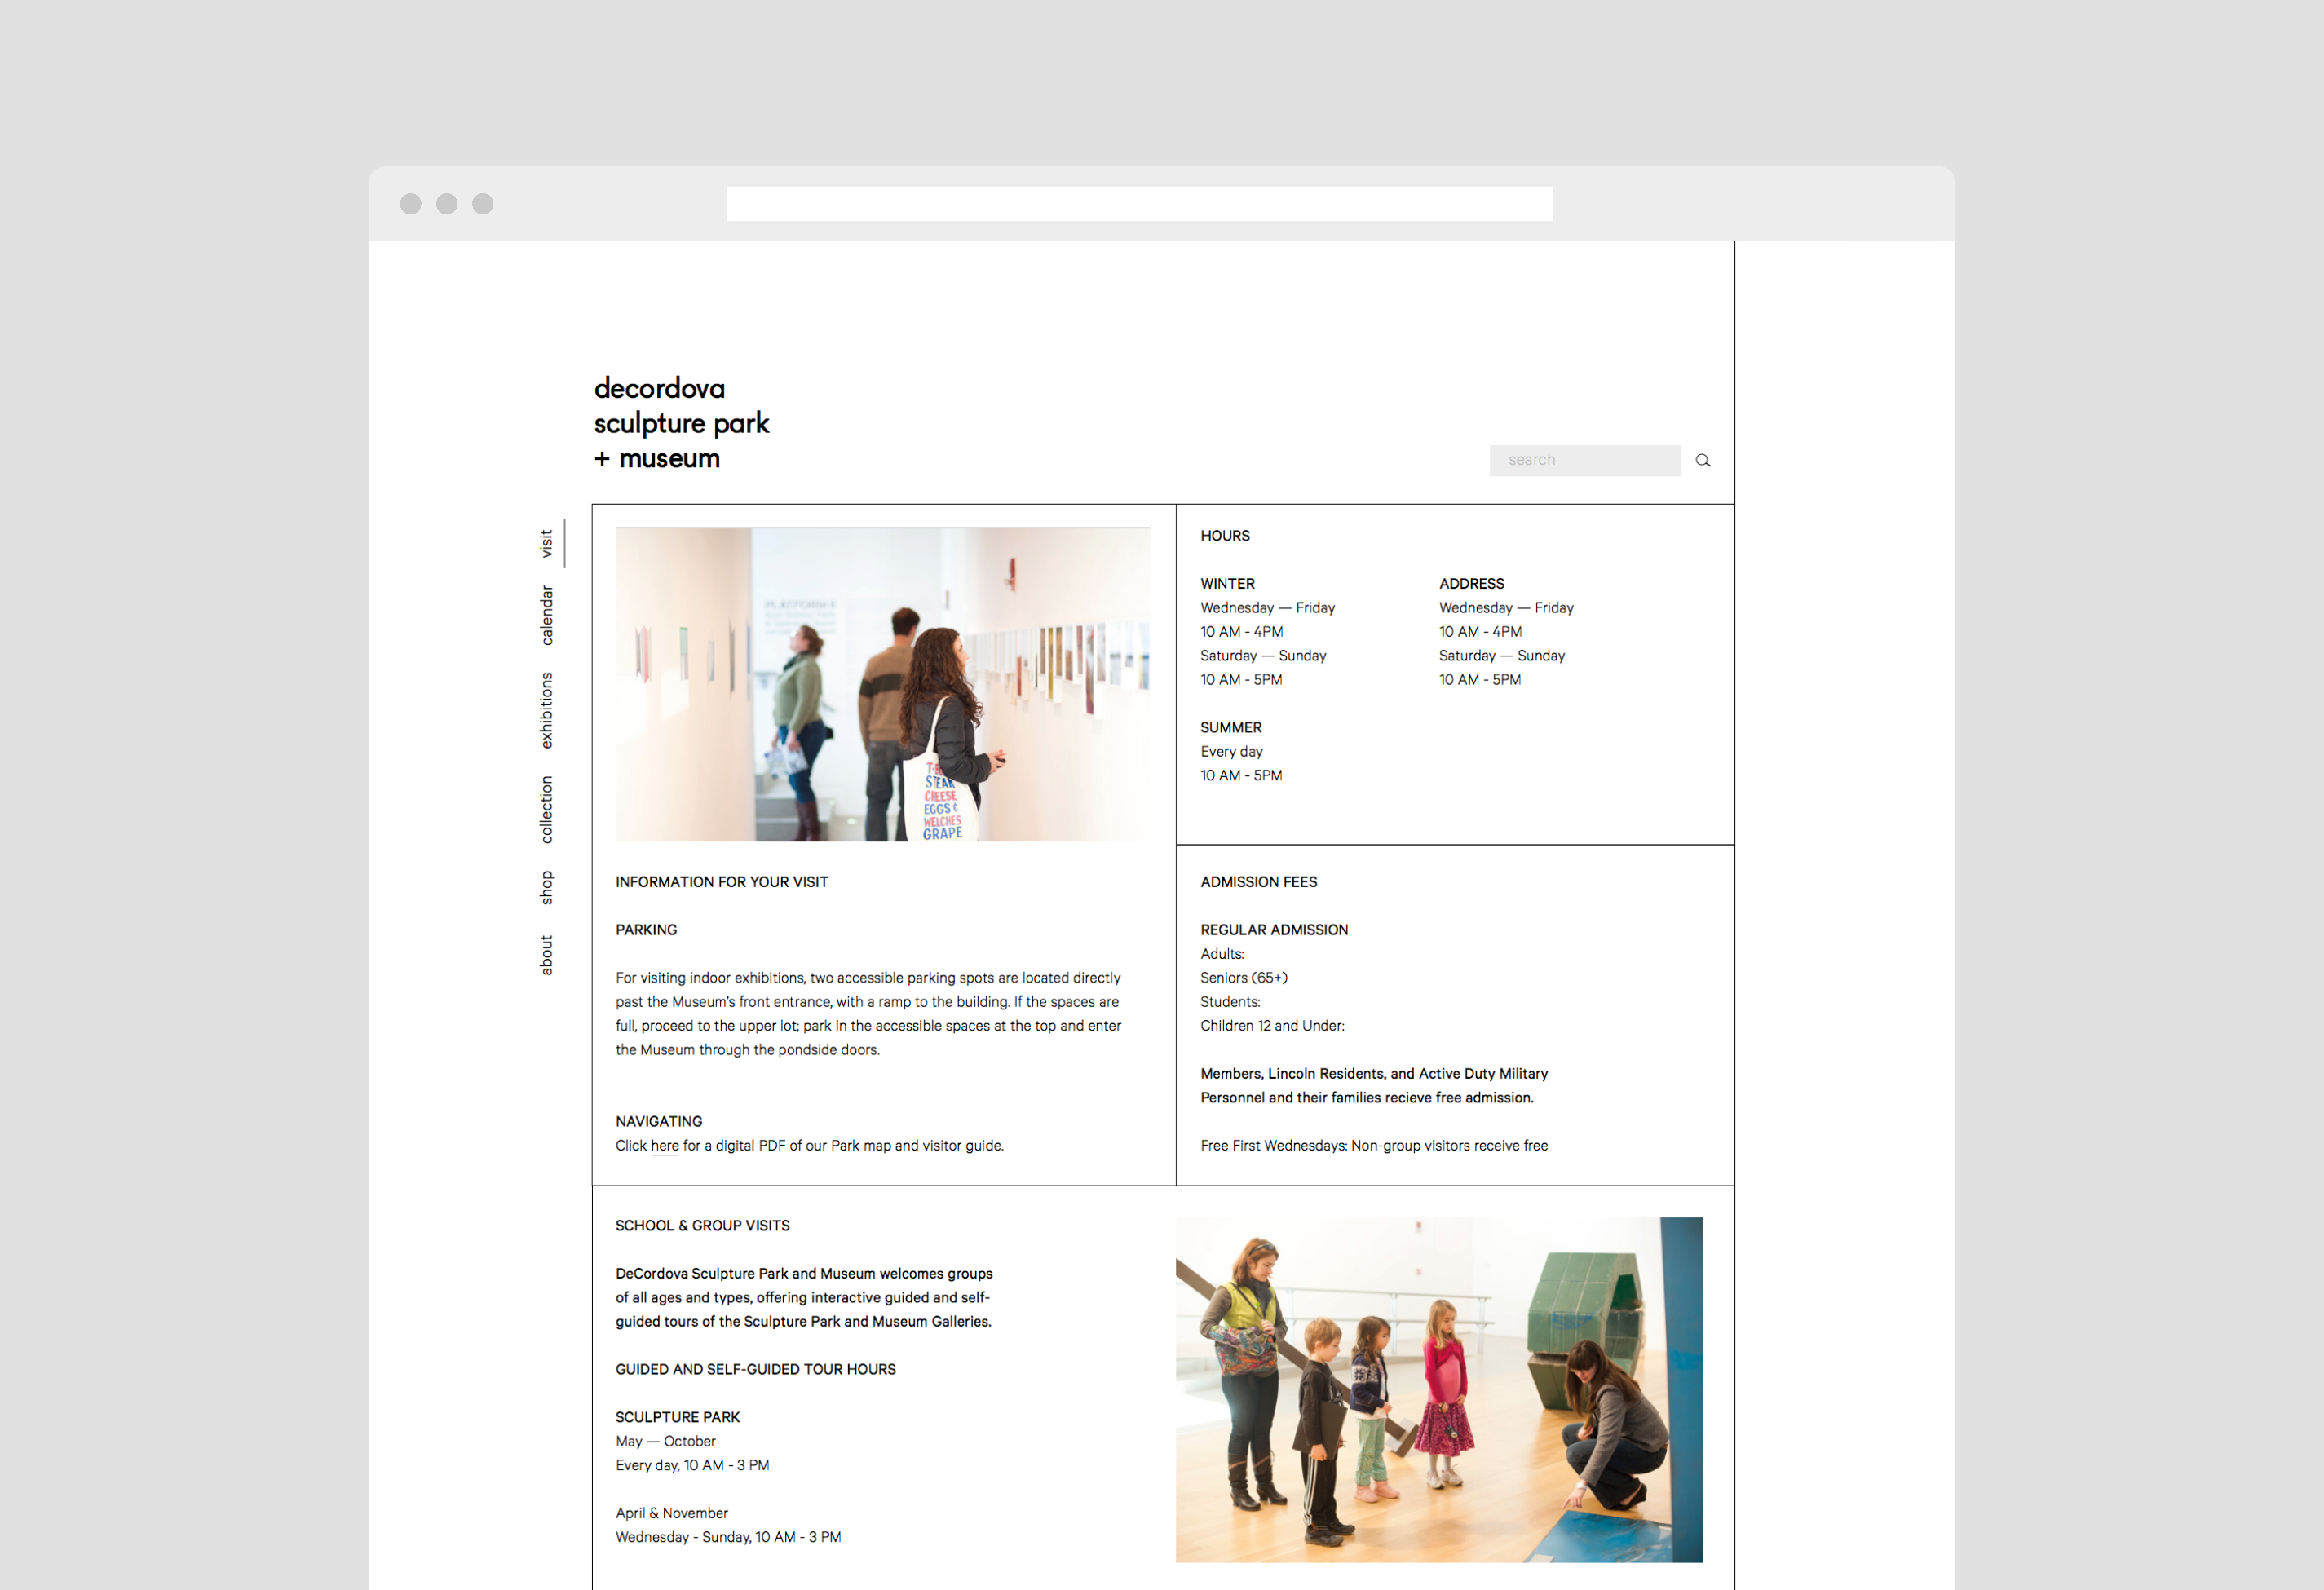 decordova
sculpture park
+ museum
search
visit
calendar
exhibitions
collection
shop
about
STEAK
CHEESE
EGGS &
WELCHES
GRAPE
INFORMATION FOR YOUR VISIT
PARKING
For visiting indoor exhibitions, two accessible parking spots are located directly
past the Museum's front entrance, with a ramp to the building. If the spaces are
full, proceed to the upper lot; park in the accessible spaces at the top and enter
the Museum through the pondside doors.
NAVIGATING
Click here for a digital PDF of our Park map and visitor guide.
HOURS
WINTER
Wednesday — Friday
10 AM - 4PM
Saturday — Sunday
10 AM - 5PM
SUMMER
Every day
10 AM - 5PM
ADDRESS
Wednesday — Friday
10 AM - 4PM
Saturday — Sunday
10 AM - 5PM
ADMISSION FEES
REGULAR ADMISSION
Adults:
Seniors (65+)
Students:
Children 12 and Under:
Members, Lincoln Residents, and Active Duty Military
Personnel and their families recieve free admission.
Free First Wednesdays: Non-group visitors receive free
SCHOOL & GROUP VISITS
DeCordova Sculpture Park and Museum welcomes groups
of all ages and types, offering interactive guided and self-
guided tours of the Sculpture Park and Museum Galleries.
GUIDED AND SELF-GUIDED TOUR HOURS
SCULPTURE PARK
May — October
Every day, 10 AM - 3 PM
April & November
Wednesday - Sunday, 10 AM - 3 PM